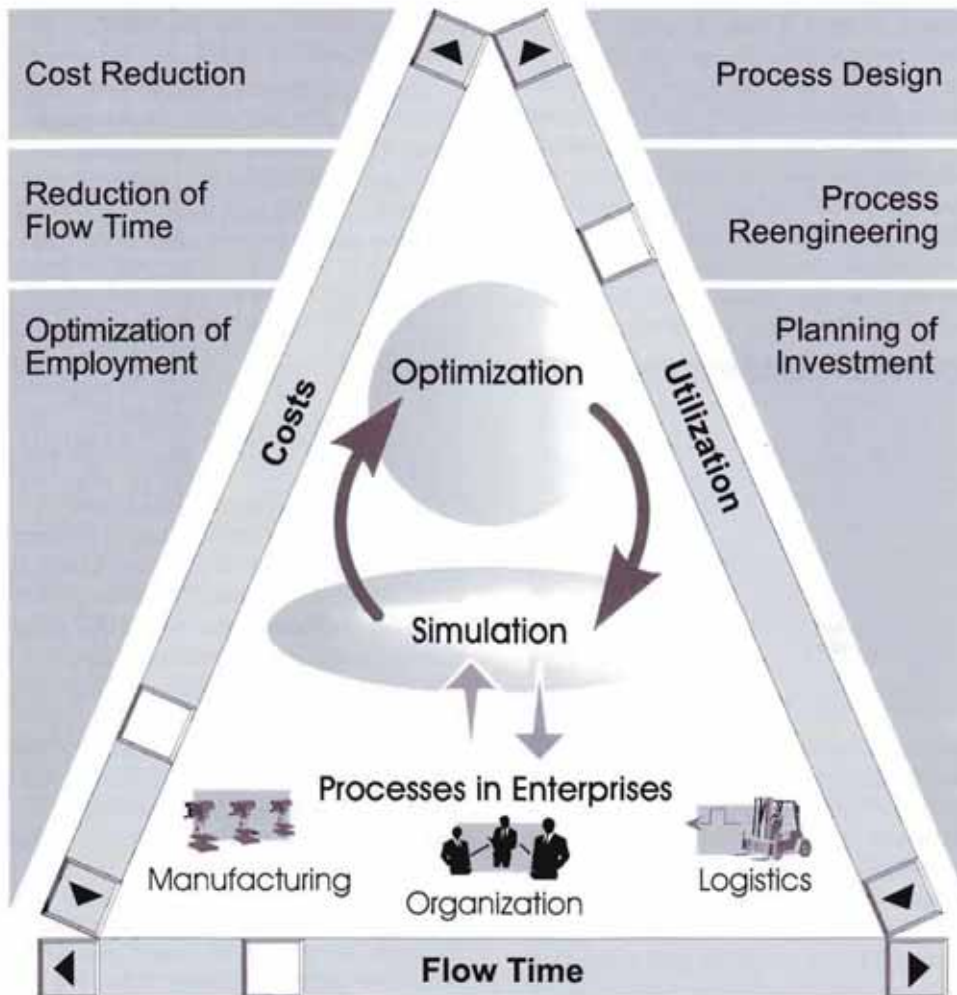 Cost Reduction
Process Design
Reduction of
Flow Time
Process
Reengineering
Optimization of
Employment
Planning of
Investment
Costs
Utilization
Optimization
Simulation
Processes in Enterprises
Manufacturing
Organization
Logistics
Flow Time